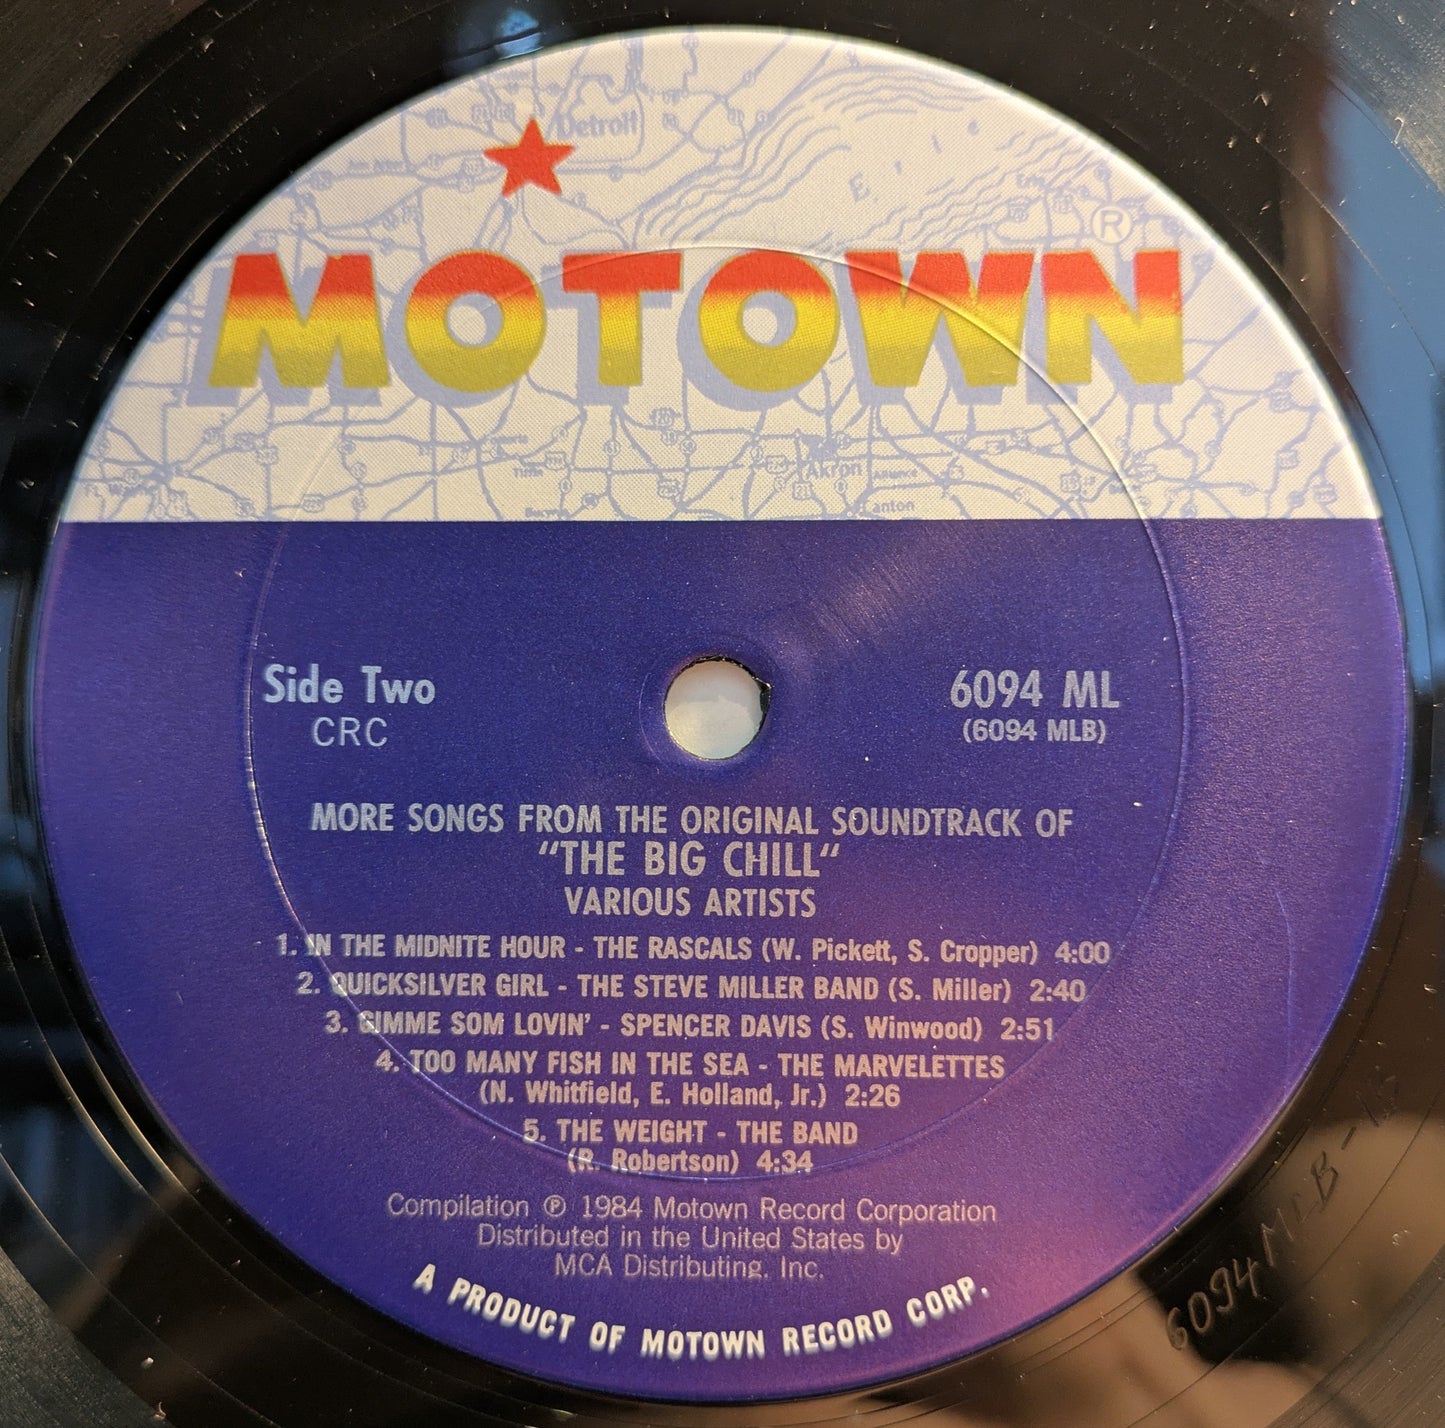 Detroit
E r i e
®
MOTOWN
Akron
Canton
Side Two
CRC
6094 ML
(6094 MLB)
MORE SONGS FROM THE ORIGINAL SOUNDTRACK OF
"THE BIG CHILL"
VARIOUS ARTISTS
1. IN THE MIDNITE HOUR - THE RASCALS (W. Pickett, S. Cropper) 4:00
2. QUICKSILVER GIRL - THE STEVE MILLER BAND (S. Miller) 2:40
3. GIMME SOM LOVIN' - SPENCER DAVIS (S. Winwood) 2:51
4. TOO MANY FISH IN THE SEA - THE MARVELETTES
(N. Whitfield, E. Holland, Jr.) 2:26
5. THE WEIGHT - THE BAND
(R. Robertson) 4:34
Compilation ℗ 1984 Motown Record Corporation
Distributed in the United States by
MCA Distributing, Inc.
A PRODUCT OF MOTOWN RECORD CORP.
6094MLB-